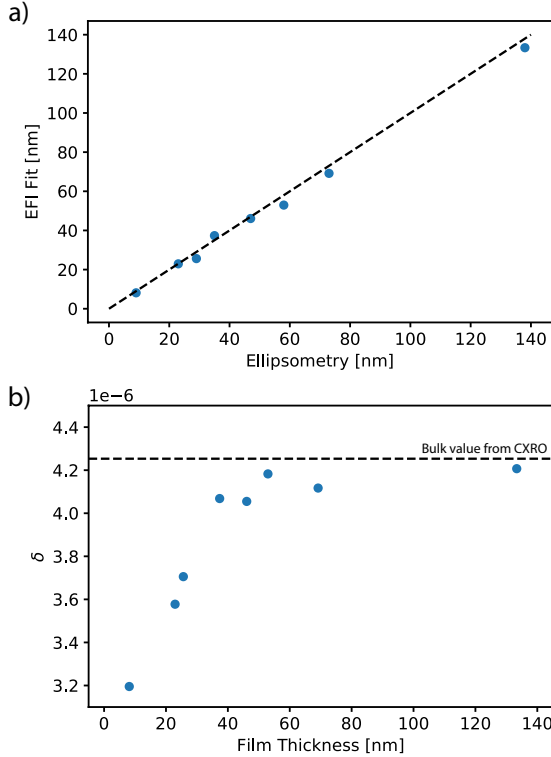 a)
140
120
100
80
60
40
20
0
EFI Fit [nm]
0 20 40 60 80 100 120 140
Ellipsometry [nm]
b)
1e−6
4.4
4.2
4.0
3.8
3.6
3.4
3.2
δ
Bulk value from CXRO
0 20 40 60 80 100 120 140
Film Thickness [nm]